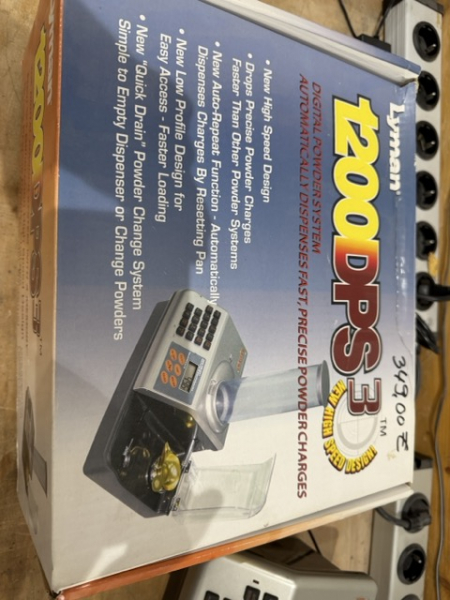 Lyman
1200DPS3™
NEW HIGH SPEED DESIGN!
DIGITAL POWDER SYSTEM
AUTOMATICALLY DISPENSES FAST, PRECISE POWDER CHARGES
• New High Speed Design
• Drops Precise Powder Charges
Faster Than Other Powder Systems
• New Auto-Repeat Function - Automatically
Dispenses Charges By Resetting Pan
• New Low Profile Design for
Easy Access - Faster Loading
• New "Quick Drain" Powder Change System
Simple to Empty Dispenser or Change Powders
349,00 €